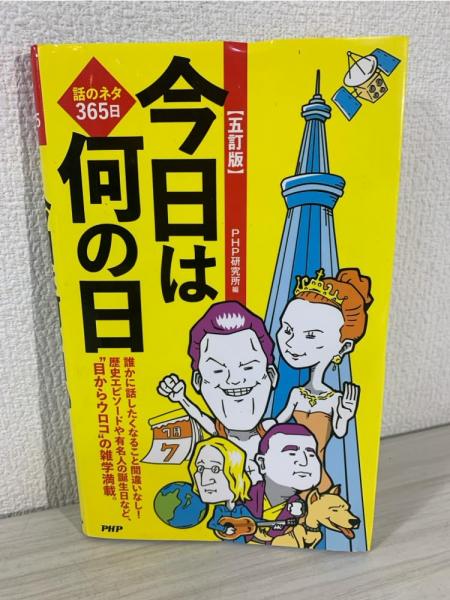 話のネタ
365日
今日は
何の日
【五訂版】
PHP研究所 編
誰かに話したくなること間違いなし!
歴史エピソードや有名人の誕生日など、
"目からウロコ"の雑学満載。
7月
7
PHP